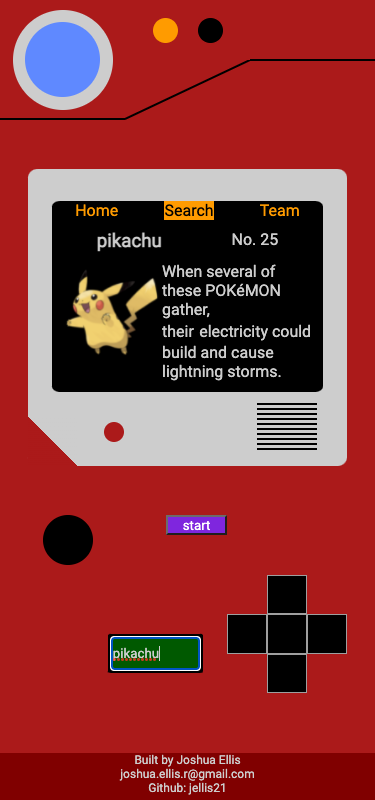 Home Search Team
pikachu No. 25
When several of
these POKéMON
gather,
their electricity could
build and cause
lightning storms.
start
pikachu
Built by Joshua Ellis
joshua.ellis.r@gmail.com
Github: jellis21